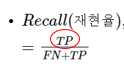 • Recall(재현율),
= TP / FN+TP